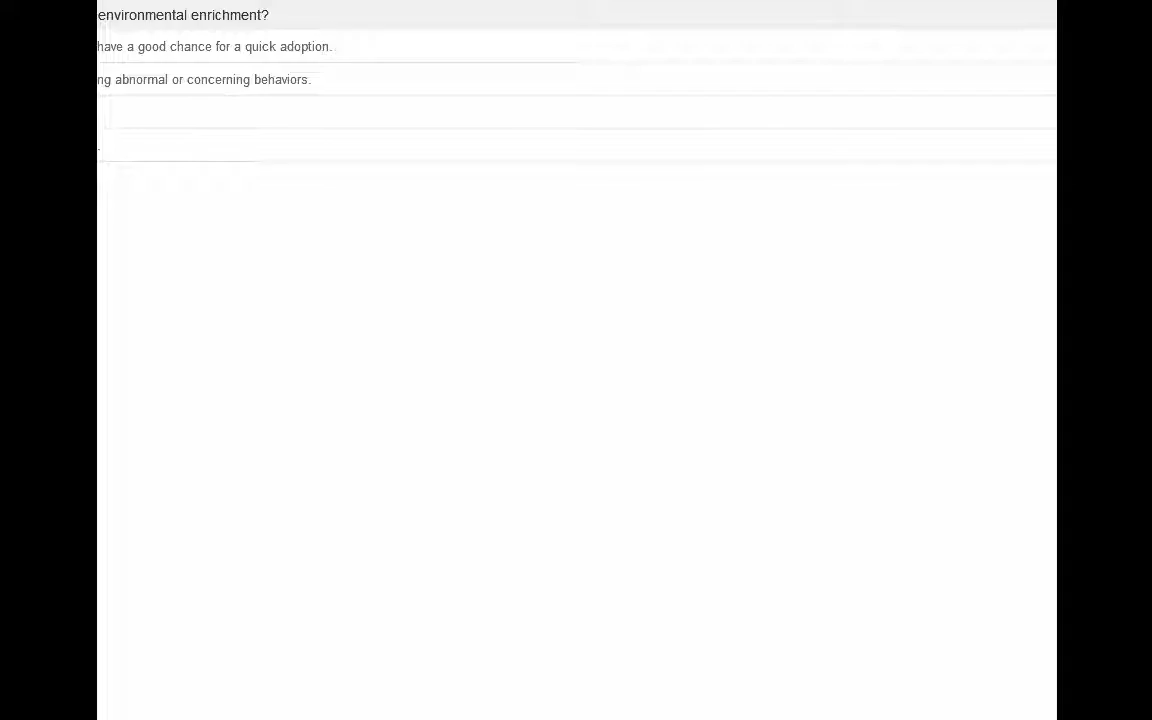 environmental enrichment?
have a good chance for a quick adoption.
ng abnormal or concerning behaviors.
.